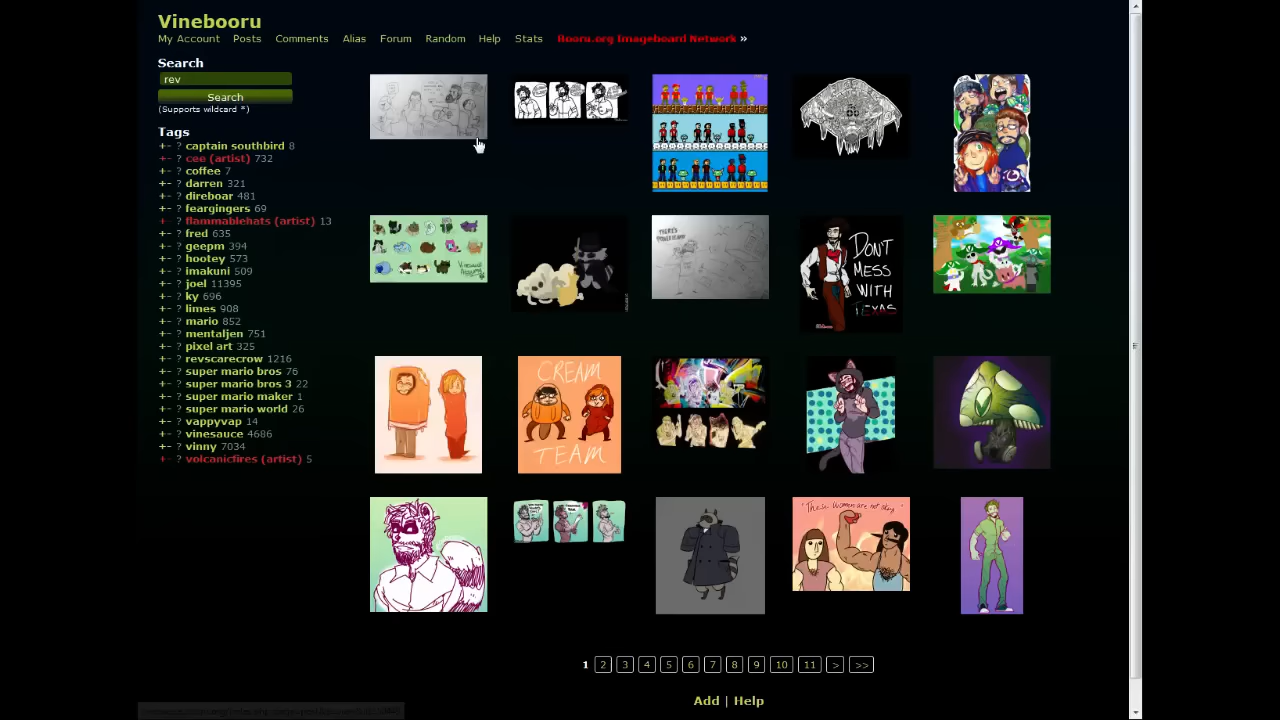 Vinebooru
My Account Posts Comments Alias Forum Random Help Stats Booru.org Imageboard Network »
Search
rev
Search
(Supports wildcard *)
Tags
+- ? captain southbird 8
+- ? cee (artist) 732
+- ? coffee 7
+- ? darren 321
+- ? direboar 481
+- ? feargingers 69
+- ? flammablehats (artist) 13
+- ? fred 635
+- ? geepm 394
+- ? hootey 573
+- ? imakuni 509
+- ? joel 11395
+- ? ky 696
+- ? limes 908
+- ? mario 852
+- ? mentaljen 751
+- ? pixel art 325
+- ? revscarecrow 1216
+- ? super mario bros 76
+- ? super mario bros 3 22
+- ? super mario maker 1
+- ? super mario world 26
+- ? vappyvap 14
+- ? vinesauce 4686
+- ? vinny 7034
+- ? volcanicfires (artist) 5
THERE'S
DON'T
MESS
WITH
TEXAS
CREAM
TEAM
"These women are not okay"
1 2 3 4 5 6 7 8 9 10 11 > >>
Add | Help